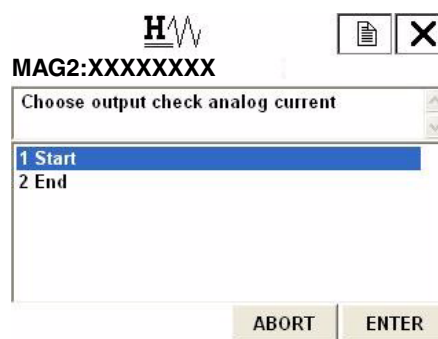 H
MAG2:XXXXXXXX
Choose output check analog current
1 Start
2 End
ABORT
ENTER